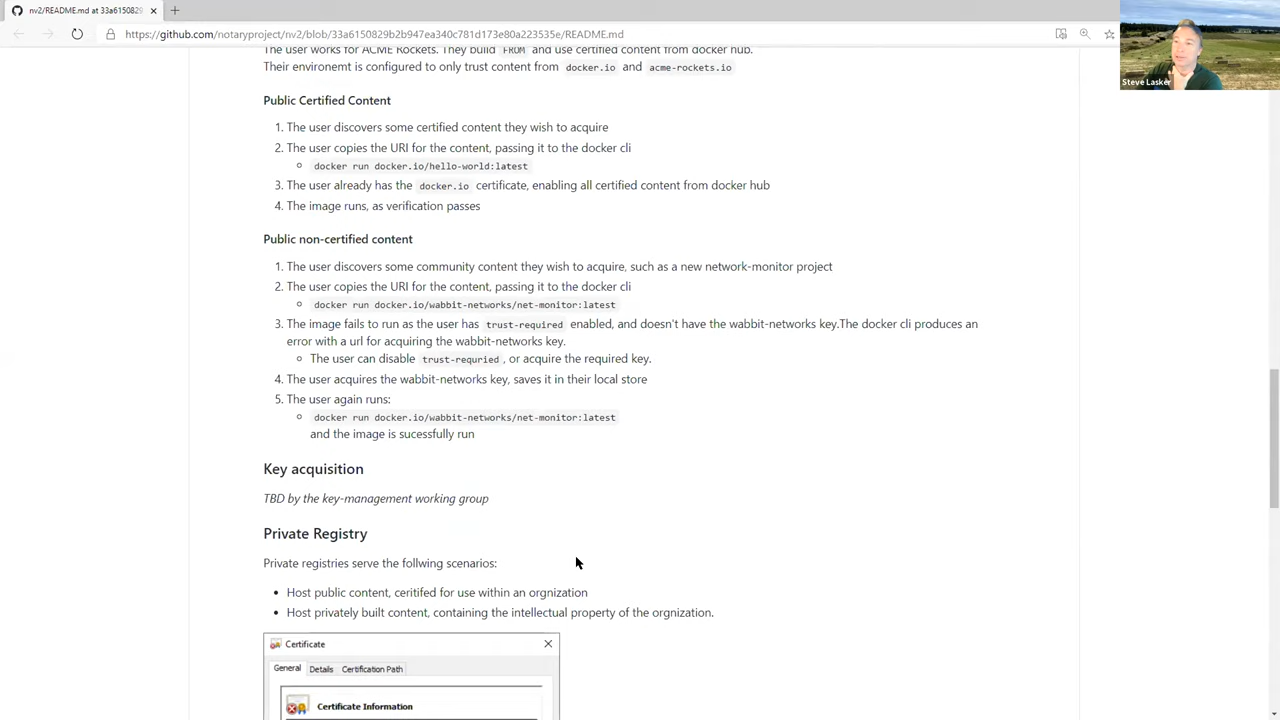 nv2/README.md at 33a6150829
https://github.com/notaryproject/nv2/blob/33a6150829b2b947ea3491781d173e80a223535e/README.md
The user works for ACME Rockets. They build FROM and use certified content from docker hub.
Their environemt is configured to only trust content from docker.io and acme-rockets.io
Public Certified Content
1. The user discovers some certified content they wish to acquire
2. The user copies the URI for the content, passing it to the docker cli
docker run docker.io/hello-world:latest
3. The user already has the docker.io certificate, enabling all certified content from docker hub
4. The image runs, as verification passes
Public non-certified content
1. The user discovers some community content they wish to acquire, such as a new network-monitor project
2. The user copies the URI for the content, passing it to the docker cli
docker run docker.io/wabbit-networks/net-monitor:latest
3. The image fails to run as the user has trust-required enabled, and doesn't have the wabbit-networks key.The docker cli produces an
error with a url for acquiring the wabbit-networks key.
The user can disable trust-requried, or acquire the required key.
4. The user acquires the wabbit-networks key, saves it in their local store
5. The user again runs:
docker run docker.io/wabbit-networks/net-monitor:latest
and the image is sucessfully run
Key acquisition
TBD by the key-management working group
Private Registry
Private registries serve the follwing scenarios:
Host public content, ceritifed for use within an orgnization
Host privately built content, containing the intellectual property of the orgnization.
Certificate
General Details Certification Path
Certificate Information
Steve Lasker